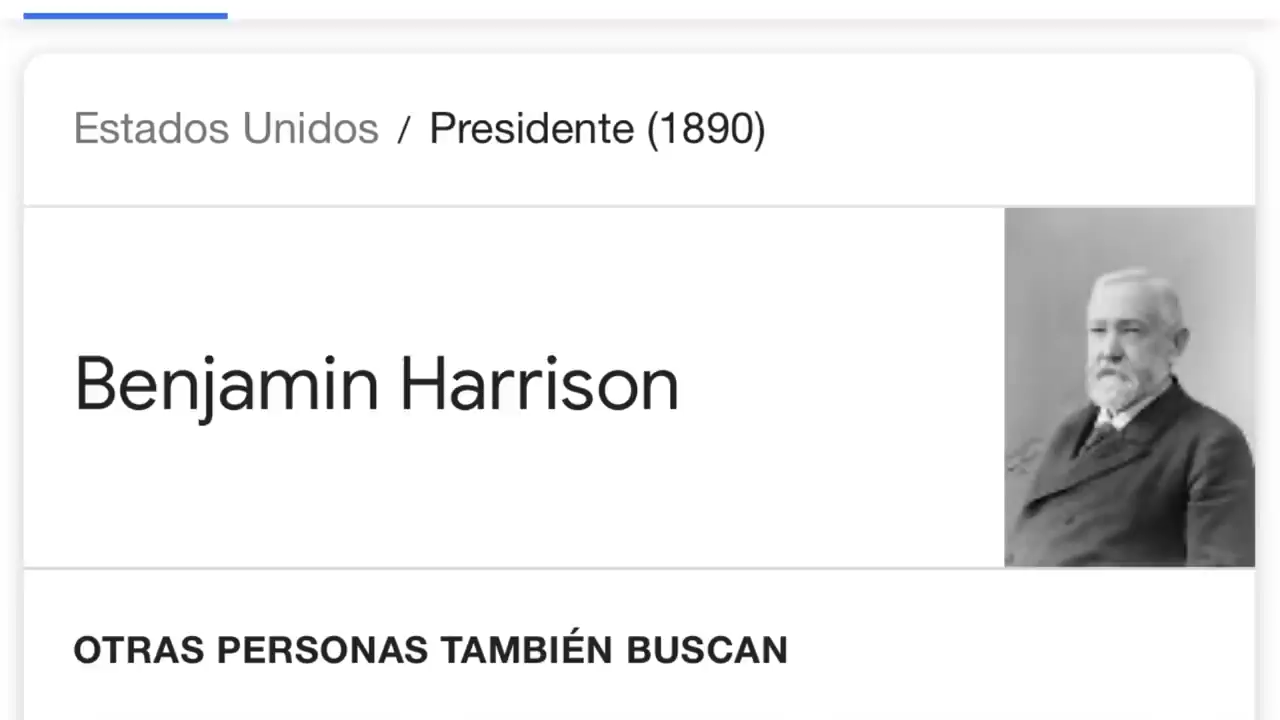 Estados Unidos / Presidente (1890)
Benjamin Harrison
OTRAS PERSONAS TAMBIÉN BUSCAN